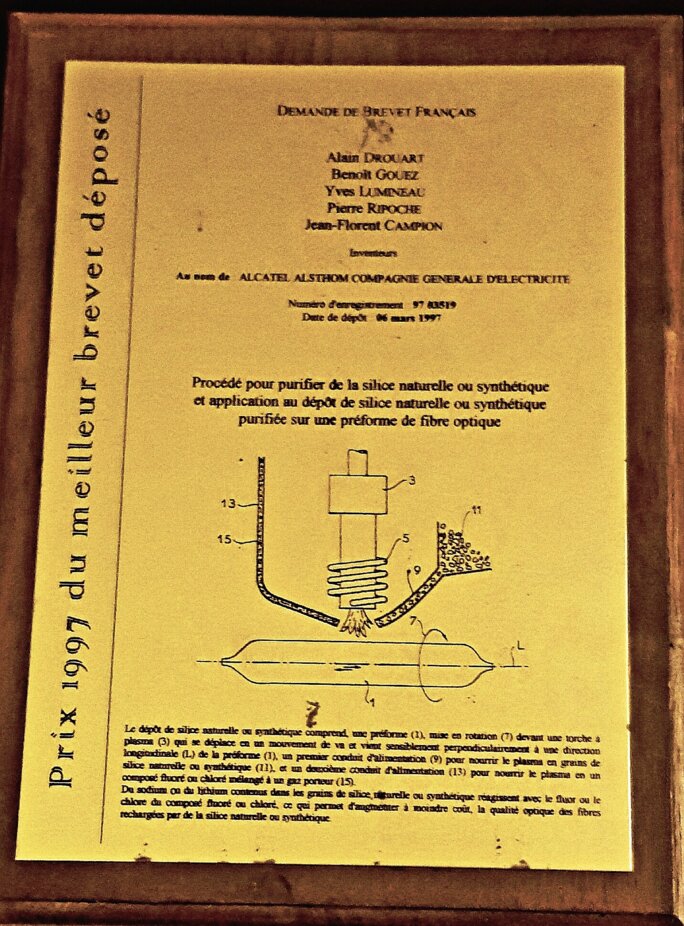 Prix 1997 du meilleur brevet déposé
DEMANDE DE BREVET FRANÇAIS
Alain DROUART
Benoît GOUEZ
Yves LUMINEAU
Pierre RIPOCHE
Jean-Florent CAMPION
Inventeurs
Au nom de ALCATEL ALSTHOM COMPAGNIE GENERALE D'ELECTRICITE
Numéro d'enregistrement 97 03519
Date de dépôt 06 mars 1997
Procédé pour purifier de la silice naturelle ou synthétique
et application au dépôt de silice naturelle ou synthétique
purifiée sur une préforme de fibre optique
3
13
11
15
5
9
7
L
1
Le dépôt de silice naturelle ou synthétique comprend, une préforme (1), mise en rotation (7) devant une torche à
plasma (3) qui se déplace en un mouvement de va et vient sensiblement perpendiculairement à une direction
longitudinale (L) de la préforme (1), un premier conduit d'alimentation (9) pour nourrir le plasma en grains de
silice naturelle ou synthétique (11), et un deuxième conduit d'alimentation (13) pour nourrir le plasma en un
composé fluoré ou chloré mélangé à un gaz porteur (15).
Du sodium ou du lithium contenus dans les grains de silice naturelle ou synthétique réagissent avec le fluor ou le
chlore du composé fluoré ou chloré, ce qui permet d'augmenter à moindre coût, la qualité optique des fibres
rechargées par de la silice naturelle ou synthétique.